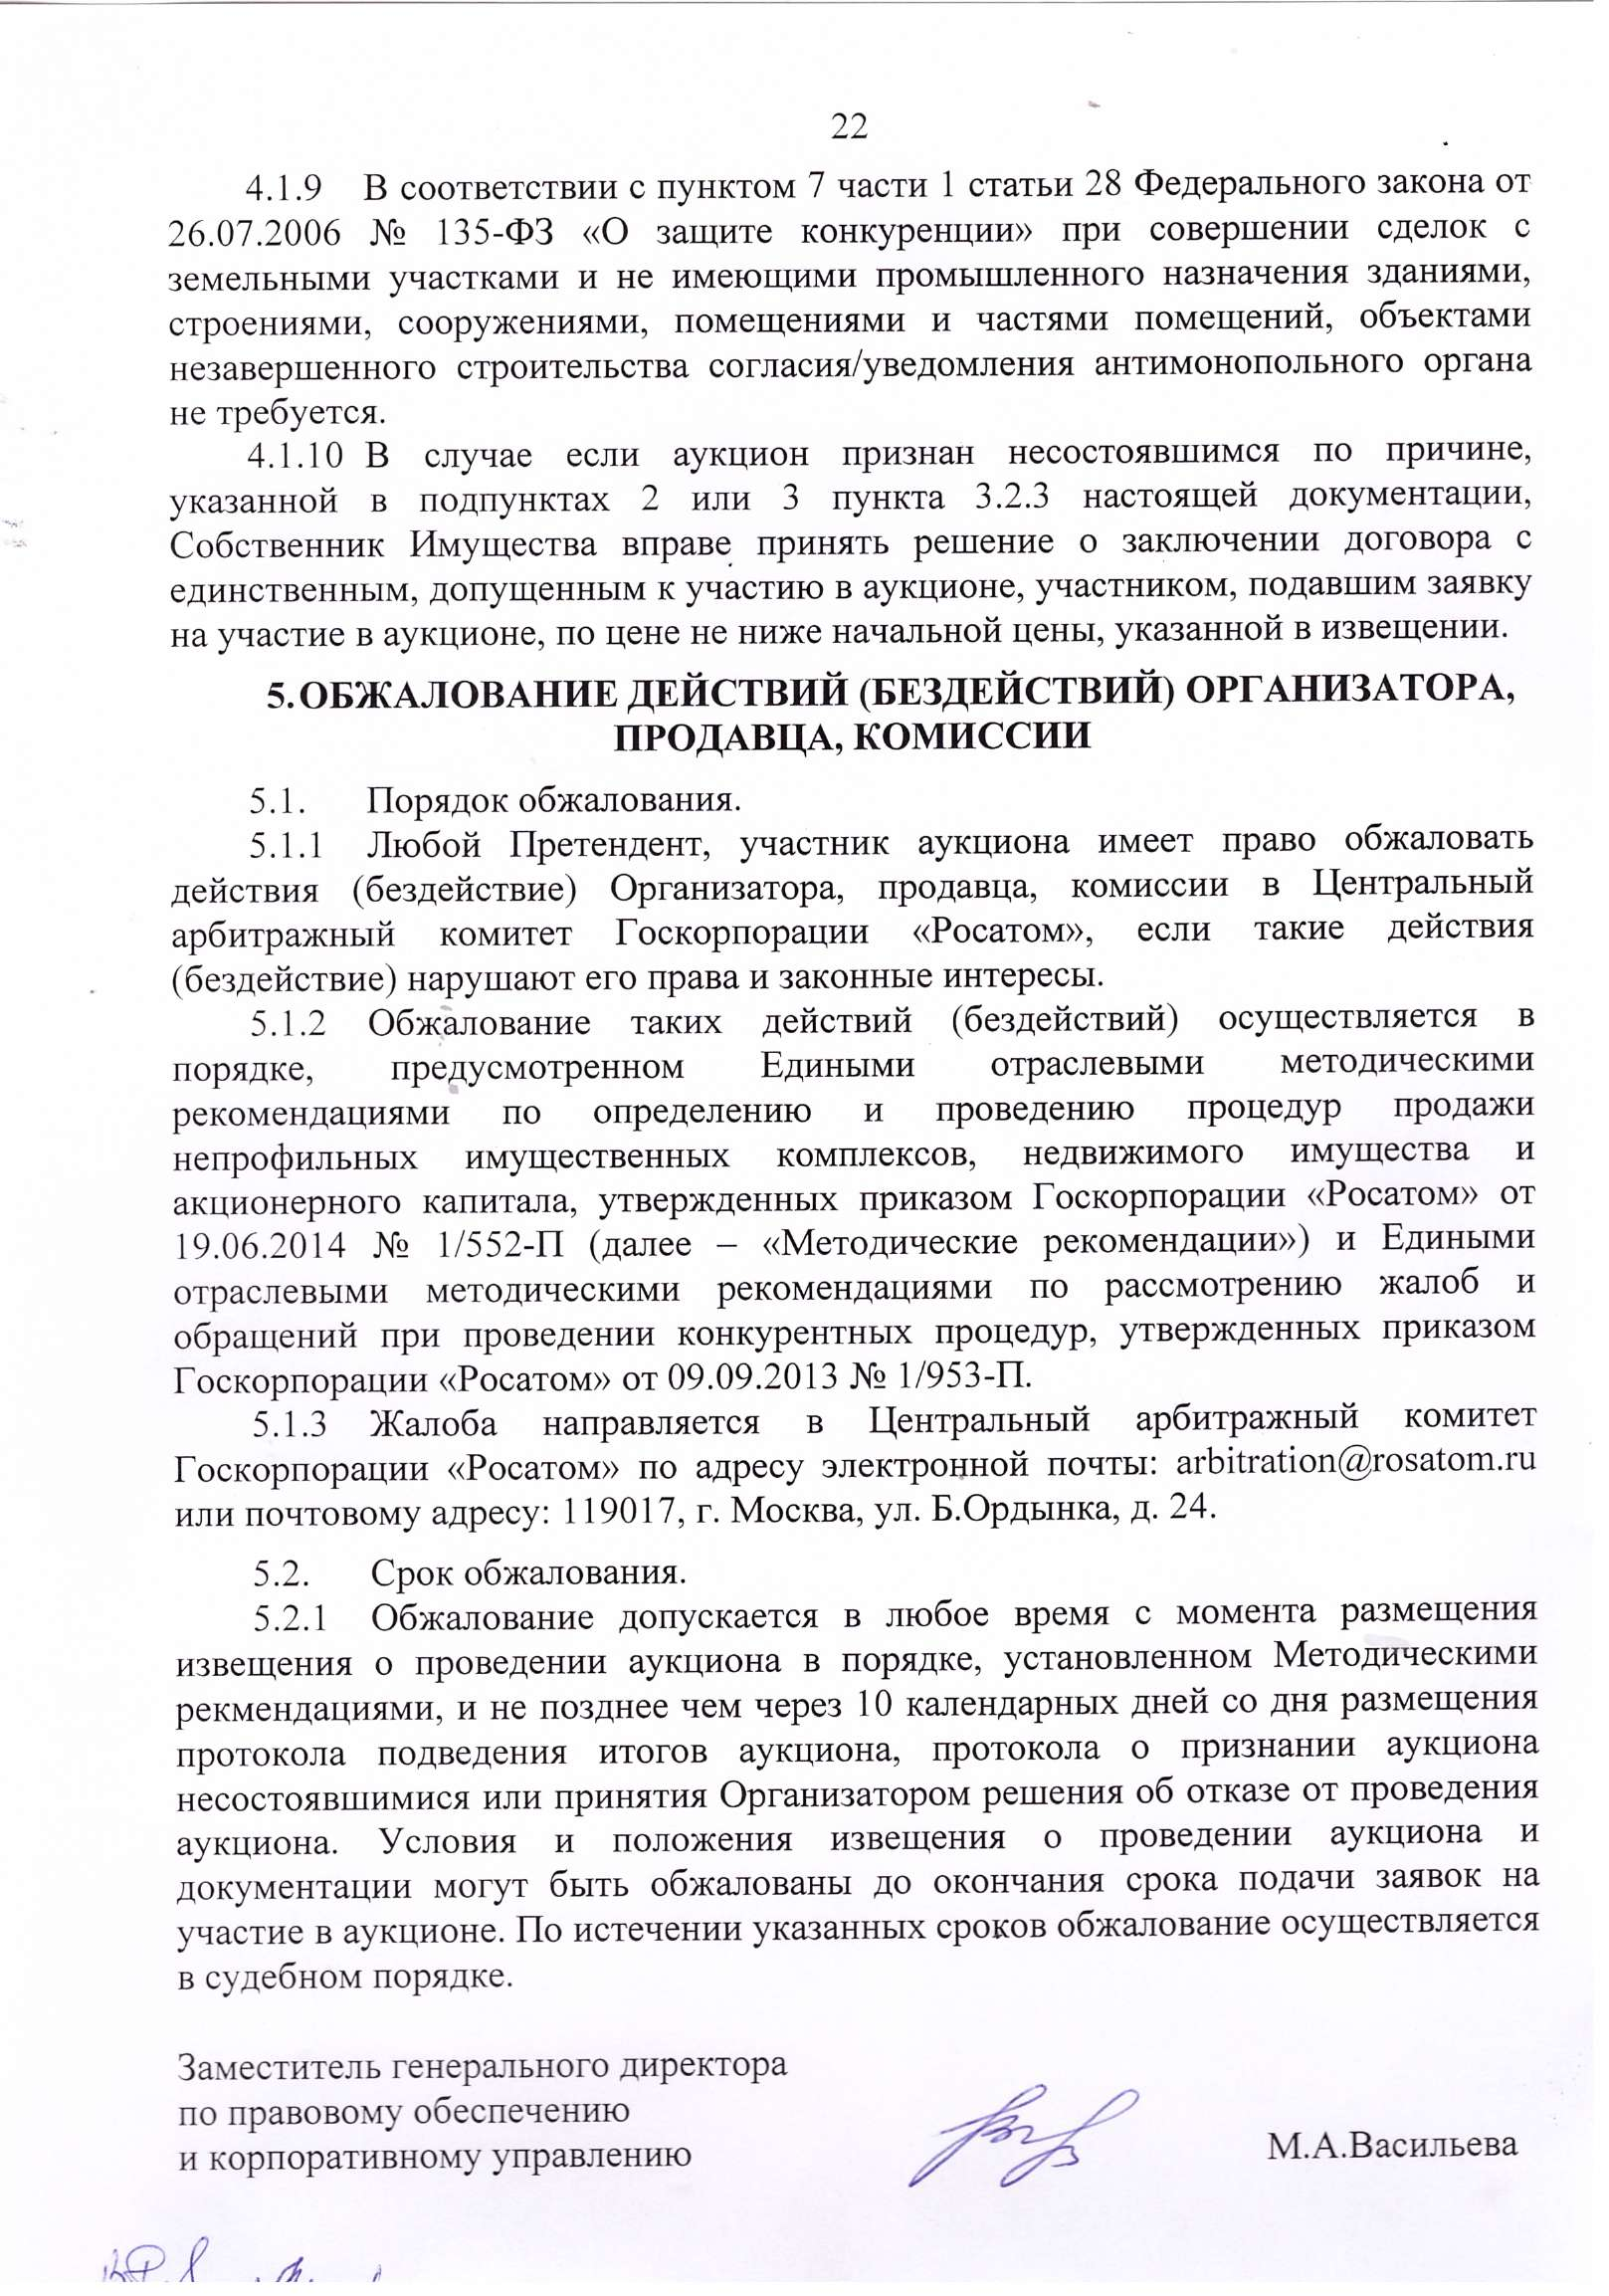 22
4.1.9 В соответствии с пунктом 7 части 1 статьи 28 Федерального закона от
26.07.2006 № 135-ФЗ «О защите конкуренции» при совершении сделок с
земельными участками и не имеющими промышленного назначения зданиями,
строениями, сооружениями, помещениями и частями помещений, объектами
незавершенного строительства согласия/уведомления антимонопольного органа
не требуется.
4.1.10 В случае если аукцион признан несостоявшимся по причине,
указанной в подпунктах 2 или 3 пункта 3.2.3 настоящей документации,
Собственник Имущества вправе принять решение о заключении договора с
единственным, допущенным к участию в аукционе, участником, подавшим заявку
на участие в аукционе, по цене не ниже начальной цены, указанной в извещении.
5. ОБЖАЛОВАНИЕ ДЕЙСТВИЙ (БЕЗДЕЙСТВИЙ) ОРГАНИЗАТОРА,
ПРОДАВЦА, КОМИССИИ
5.1. Порядок обжалования.
5.1.1 Любой Претендент, участник аукциона имеет право обжаловать
действия (бездействие) Организатора, продавца, комиссии в Центральный
арбитражный комитет Госкорпорации «Росатом», если такие действия
(бездействие) нарушают его права и законные интересы.
5.1.2 Обжалование таких действий (бездействий) осуществляется в
порядке, предусмотренном Едиными отраслевыми методическими
рекомендациями по определению и проведению процедур продажи
непрофильных имущественных комплексов, недвижимого имущества и
акционерного капитала, утвержденных приказом Госкорпорации «Росатом» от
19.06.2014 № 1/552-П (далее – «Методические рекомендации») и Едиными
отраслевыми методическими рекомендациями по рассмотрению жалоб и
обращений при проведении конкурентных процедур, утвержденных приказом
Госкорпорации «Росатом» от 09.09.2013 № 1/953-П.
5.1.3 Жалоба направляется в Центральный арбитражный комитет
Госкорпорации «Росатом» по адресу электронной почты: arbitration@rosatom.ru
или почтовому адресу: 119017, г. Москва, ул. Б.Ордынка, д. 24.
5.2. Срок обжалования.
5.2.1 Обжалование допускается в любое время с момента размещения
извещения о проведении аукциона в порядке, установленном Методическими
рекмендациями, и не позднее чем через 10 календарных дней со дня размещения
протокола подведения итогов аукциона, протокола о признании аукциона
несостоявшимися или принятия Организатором решения об отказе от проведения
аукциона. Условия и положения извещения о проведении аукциона и
документации могут быть обжалованы до окончания срока подачи заявок на
участие в аукционе. По истечении указанных сроков обжалование осуществляется
в судебном порядке.
Заместитель генерального директора
по правовому обеспечению
и корпоративному управлению
М.А.Васильева